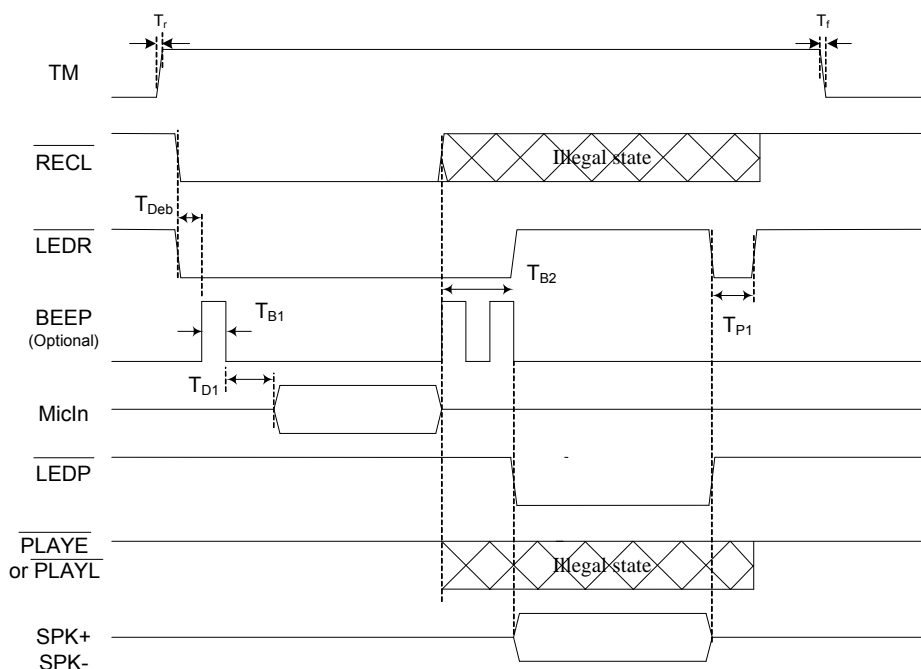 Tr
Tf
TM
RECL
Illegal state
TDeb
LEDR
TB2
BEEP
(Optional)
TB1
TP1
TD1
MicIn
LEDP
PLAYE
or PLAYL
Illegal state
SPK+
SPK-